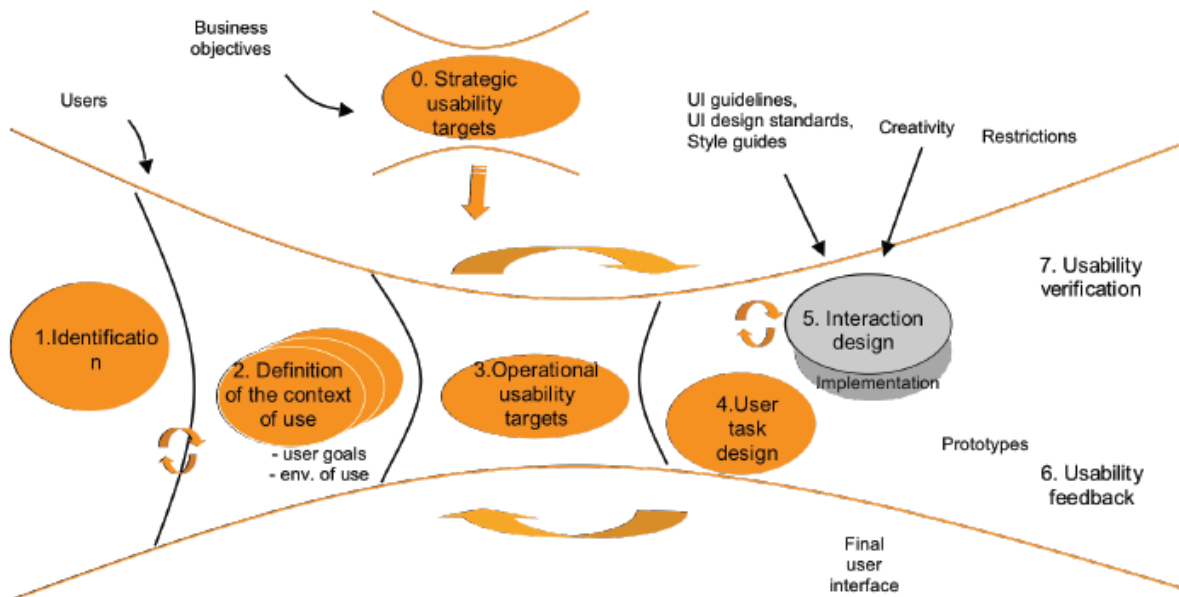 Business
objectives
0. Strategic
usability
targets
Users
UI guidelines,
UI design standards,
Style guides
Creativity
Restrictions
7. Usability
verification
1.Identificatio
n
2. Definition
of the context
of use
- user goals
- env. of use
3.Operational
usability
targets
4.User
task
design
5. Interaction
design
Implementation
Prototypes
6. Usability
feedback
Final
user
interface